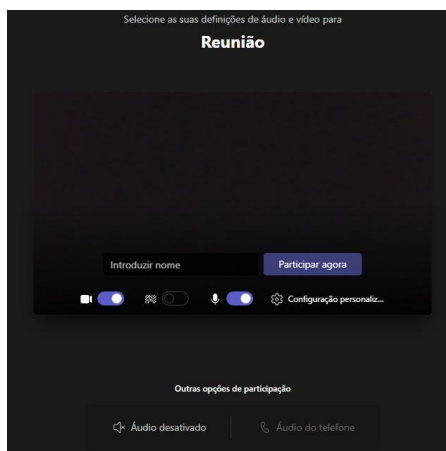 Selecione as suas definições de áudio e vídeo para
Reunião
Introduzir nome
Participar agora
Configuração personaliz...
Outras opções de participação
Áudio desativado
Áudio do telefone